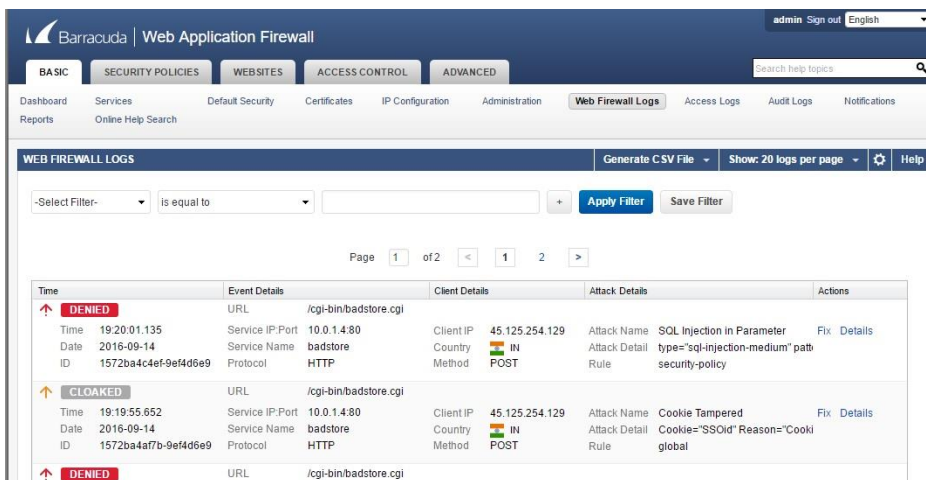 admin Sign out English
Barracuda | Web Application Firewall
BASIC SECURITY POLICIES WEBSITES ACCESS CONTROL ADVANCED
Search help topics
Dashboard Services Default Security Certificates IP Configuration Administration Web Firewall Logs Access Logs Audit Logs Notifications
Reports Online Help Search
WEB FIREWALL LOGS Generate CSV File Show: 20 logs per page Help
-Select Filter- is equal to + Apply Filter Save Filter
Page 1 of 2 < 1 2 >
Time Event Details Client Details Attack Details Actions
DENIED URL /cgi-bin/badstore.cgi
Time 19:20:01.135 Service IP:Port 10.0.1.4:80 Client IP 45.125.254.129 Attack Name SQL Injection in Parameter Fix Details
Date 2016-09-14 Service Name badstore Country IN Attack Detail type="sql-injection-medium" patt
ID 1572ba4c4ef-9ef4d6e9 Protocol HTTP Method POST Rule security-policy
CLOAKED URL /cgi-bin/badstore.cgi
Time 19:19:55.652 Service IP:Port 10.0.1.4:80 Client IP 45.125.254.129 Attack Name Cookie Tampered Fix Details
Date 2016-09-14 Service Name badstore Country IN Attack Detail Cookie="SSOid" Reason="Cooki
ID 1572ba4af7b-9ef4d6e9 Protocol HTTP Method POST Rule global
DENIED URL /cgi-bin/badstore.cgi